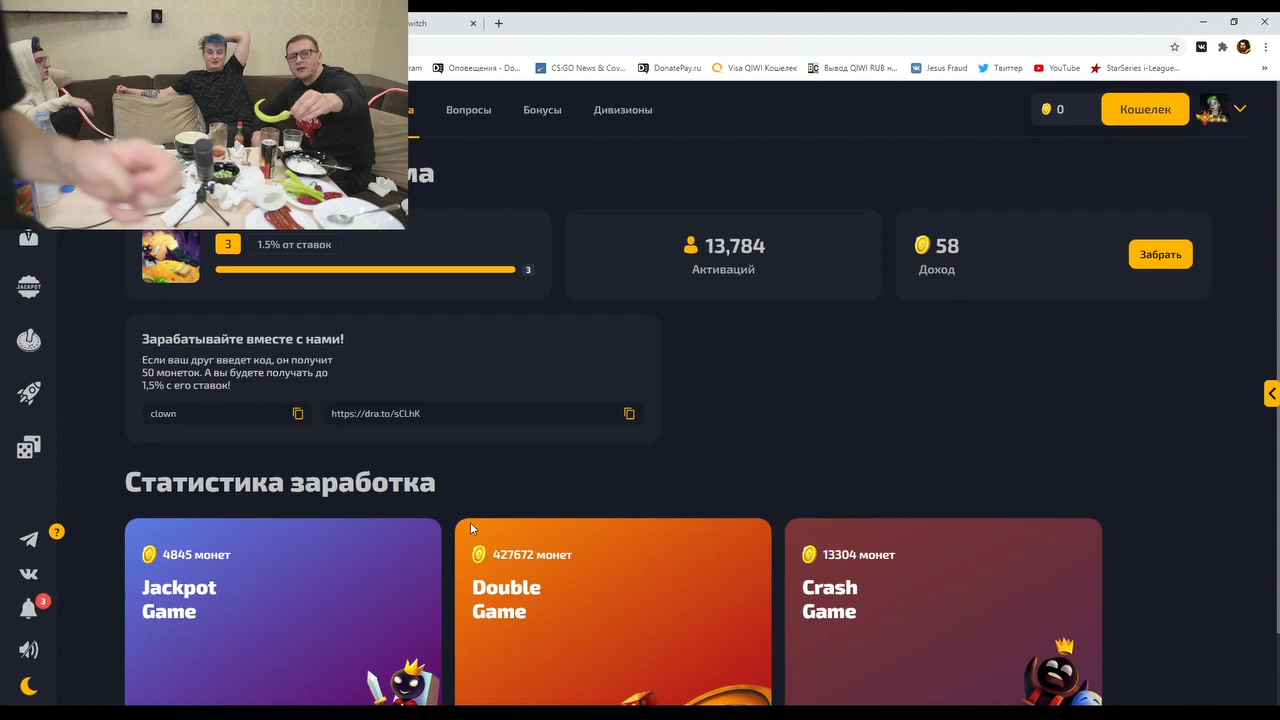 witch
ram
Оповещения - Do...
CS:GO News & Cov...
DonatePay.ru
Visa QIWI Кошелек
Вывод QIWI RUB н...
Jesus Fraud
Твиттер
YouTube
StarSeries i-League...
а
Вопросы
Бонусы
Дивизионы
0
Кошелек
ма
3
1.5% от ставок
3
13,784
Активаций
58
Доход
Забрать
JACKPOT
Зарабатывайте вместе с нами!
Если ваш друг введет код, он получит
50 монеток. А вы будете получать до
1,5% с его ставок!
clown
https://dra.to/sCLhK
Статистика заработка
?
3
4845 монет
Jackpot
Game
427672 монет
Double
Game
13304 монет
Crash
Game